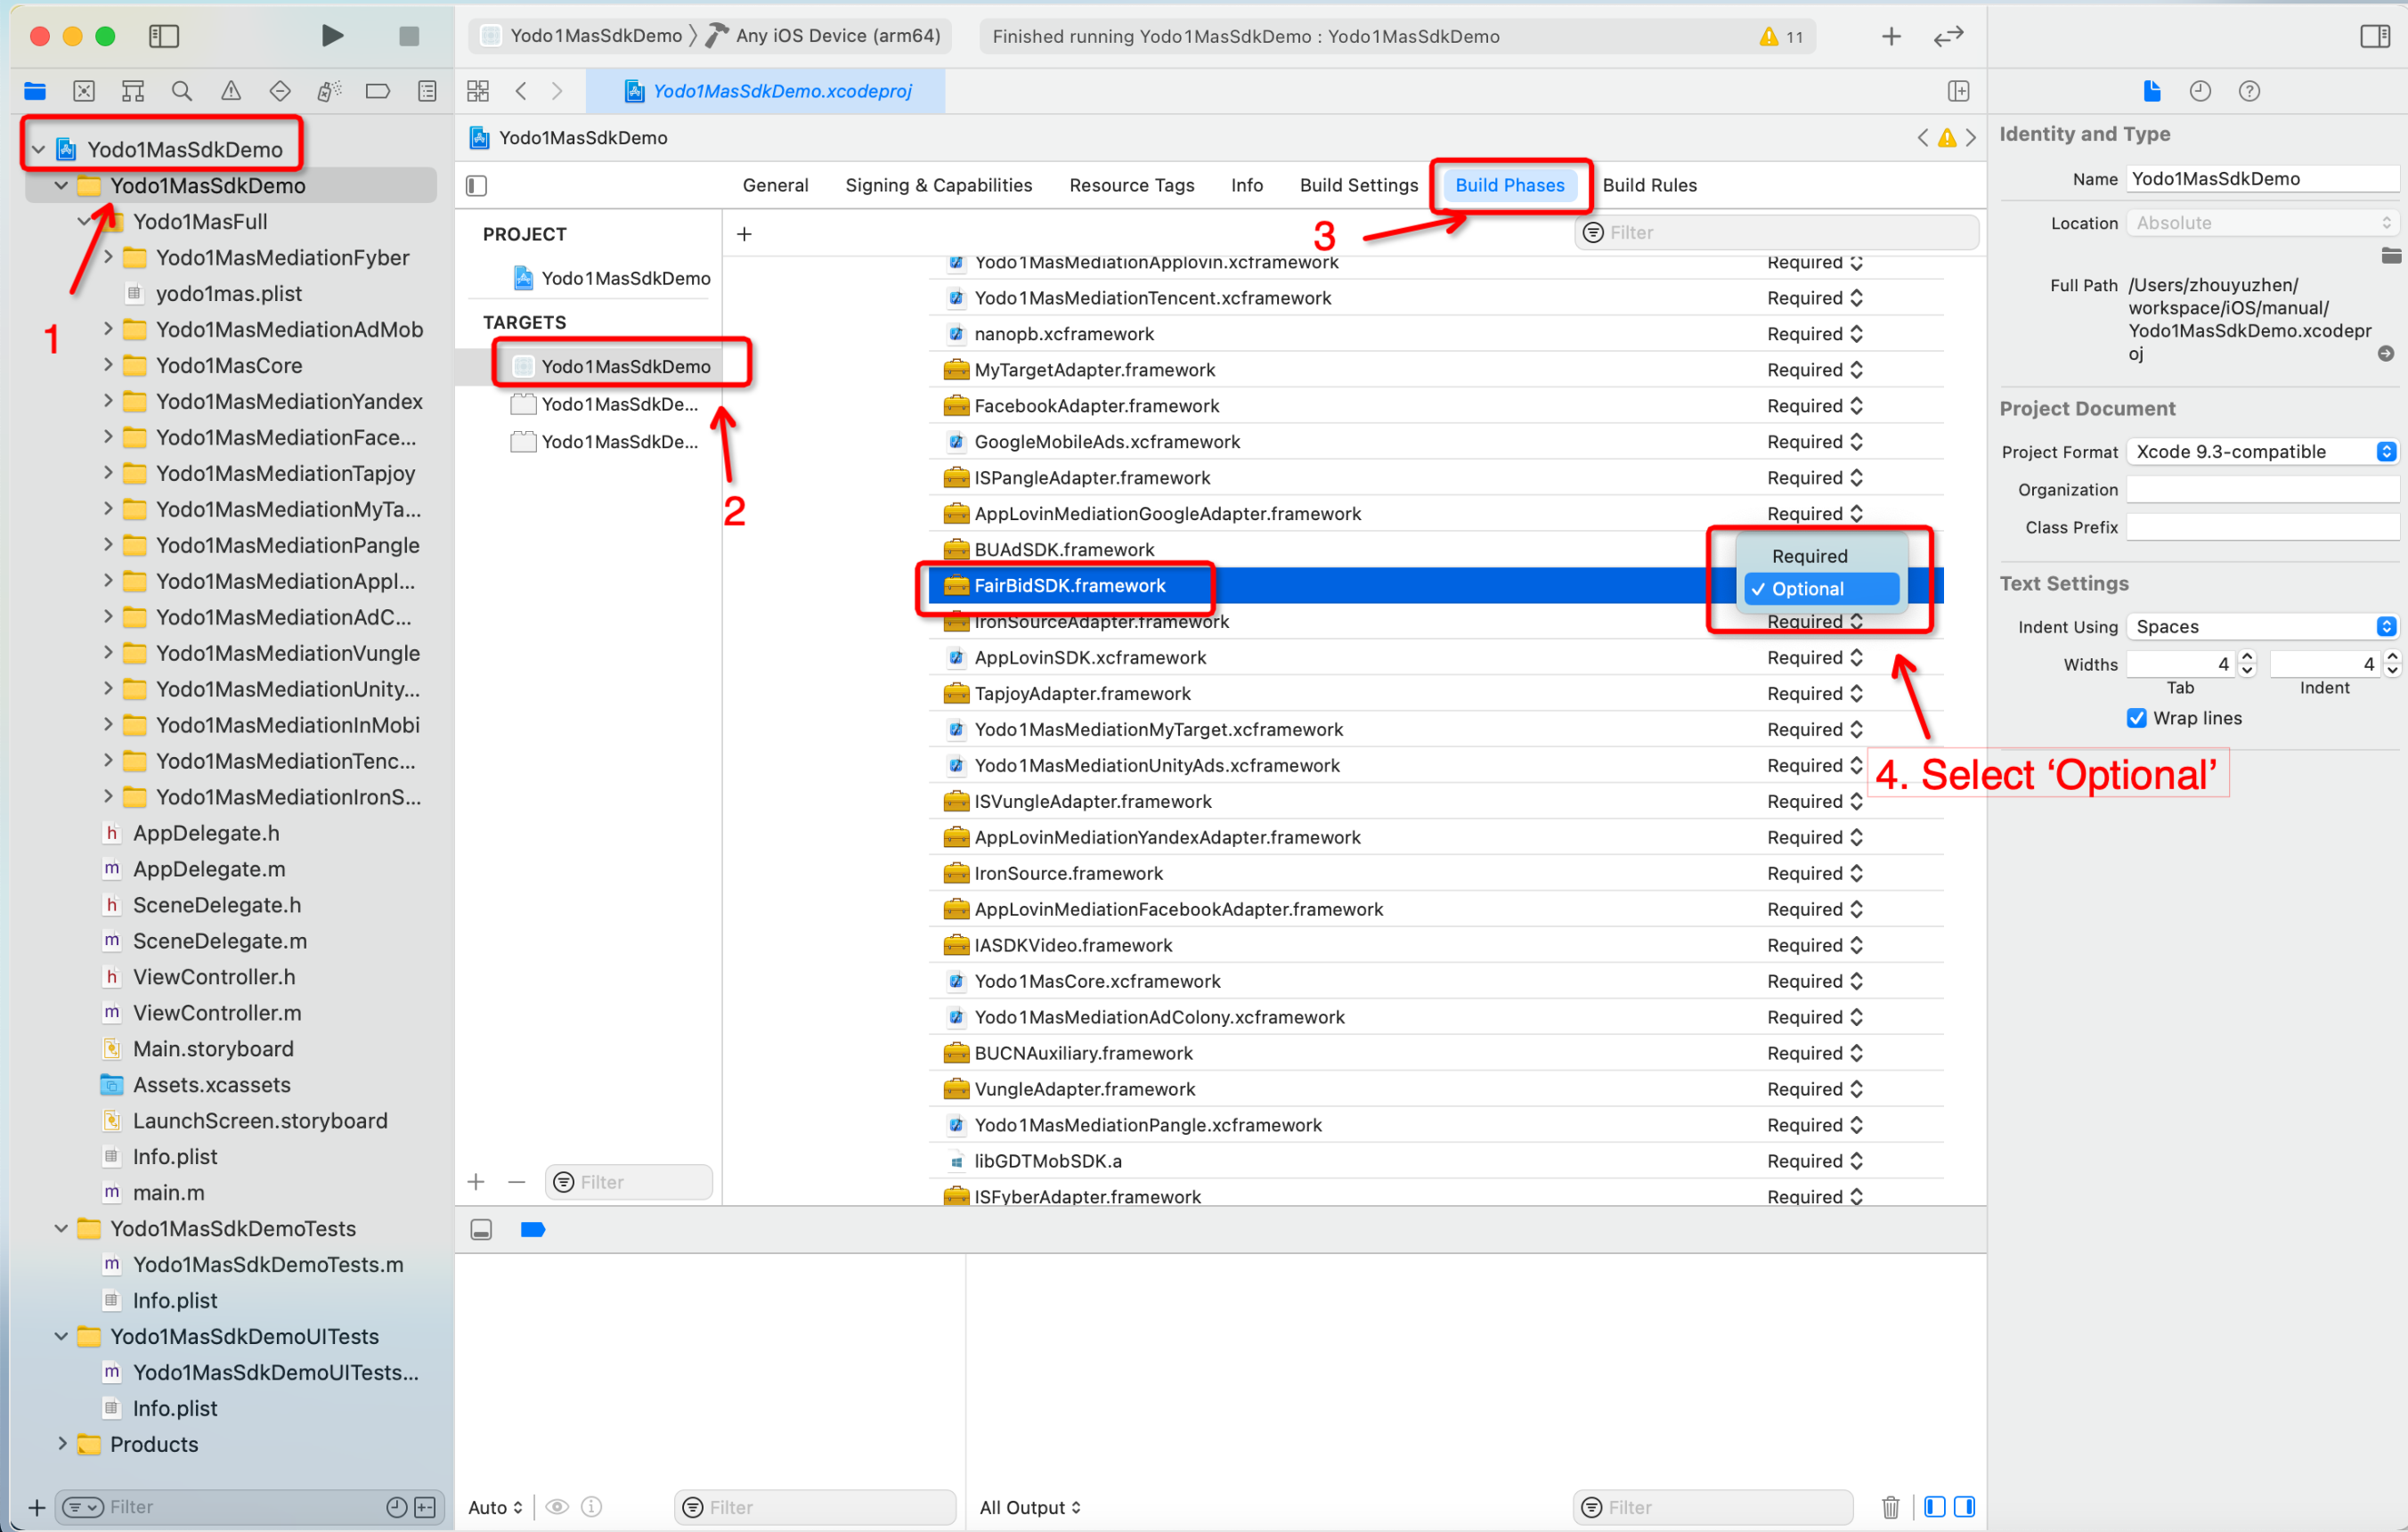 Yodo1MasSdkDemo
Any iOS Device (arm64)
Finished running Yodo1MasSdkDemo : Yodo1MasSdkDemo
11
Yodo1MasSdkDemo.xcodeproj
Yodo1MasSdkDemo
Yodo1MasSdkDemo
Yodo1MasFull
Yodo1MasMediationFyber
yodo1mas.plist
Yodo1MasMediationAdMob
Yodo1MasCore
Yodo1MasMediationYandex
Yodo1MasMediationFace...
Yodo1MasMediationTapjoy
Yodo1MasMediationMyTa...
Yodo1MasMediationPangle
Yodo1MasMediationAppl...
Yodo1MasMediationAdC...
Yodo1MasMediationVungle
Yodo1MasMediationUnity...
Yodo1MasMediationInMobi
Yodo1MasMediationTenc...
Yodo1MasMediationIronS...
h AppDelegate.h
m AppDelegate.m
h SceneDelegate.h
m SceneDelegate.m
h ViewController.h
m ViewController.m
Main.storyboard
Assets.xcassets
LaunchScreen.storyboard
Info.plist
m main.m
Yodo1MasSdkDemoTests
m Yodo1MasSdkDemoTests.m
Info.plist
Yodo1MasSdkDemoUITests
m Yodo1MasSdkDemoUITests...
Info.plist
Products
Filter
1
Yodo1MasSdkDemo
General Signing & Capabilities Resource Tags Info Build Settings Build Phases Build Rules
PROJECT
Yodo1MasSdkDemo
TARGETS
Yodo1MasSdkDemo
Yodo1MasSdkDe...
Yodo1MasSdkDe...
2
Filter
3
Filter
Yodo1MasMediationApplovin.xcframework Required
Yodo1MasMediationTencent.xcframework Required
nanopb.xcframework Required
MyTargetAdapter.framework Required
FacebookAdapter.framework Required
GoogleMobileAds.xcframework Required
ISPangleAdapter.framework Required
AppLovinMediationGoogleAdapter.framework Required
BUAdSDK.framework Required
FairBidSDK.framework ✓ Optional
IronSourceAdapter.framework Required
AppLovinSDK.xcframework Required
TapjoyAdapter.framework Required
Yodo1MasMediationMyTarget.xcframework Required
Yodo1MasMediationUnityAds.xcframework Required
ISVungleAdapter.framework Required
AppLovinMediationYandexAdapter.framework Required
IronSource.framework Required
AppLovinMediationFacebookAdapter.framework Required
IASDKVideo.framework Required
Yodo1MasCore.xcframework Required
Yodo1MasMediationAdColony.xcframework Required
BUCNAuxiliary.framework Required
VungleAdapter.framework Required
Yodo1MasMediationPangle.xcframework Required
libGDTMobSDK.a Required
ISFyberAdapter.framework Required
4. Select ‘Optional’
Auto
Filter
All Output
Filter
Identity and Type
Name Yodo1MasSdkDemo
Location Absolute
Full Path /Users/zhouyuzhen/
workspace/iOS/manual/
Yodo1MasSdkDemo.xcodepr
oj
Project Document
Project Format Xcode 9.3-compatible
Organization
Class Prefix
Text Settings
Indent Using Spaces
Widths 4 4
Tab Indent
Wrap lines